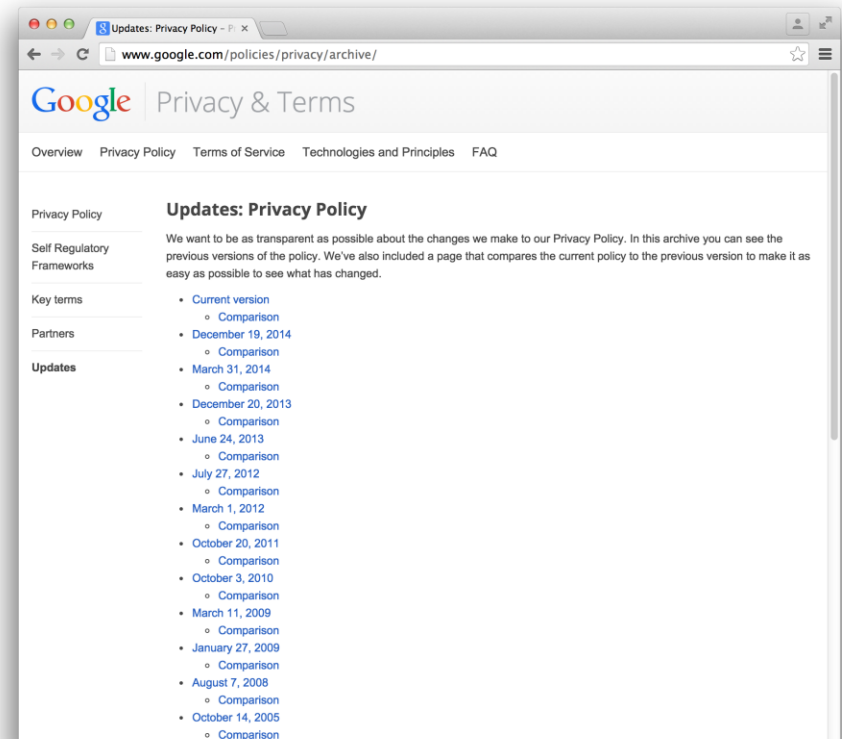 Updates: Privacy Policy – P
www.google.com/policies/privacy/archive/
Google Privacy & Terms
Overview Privacy Policy Terms of Service Technologies and Principles FAQ
Privacy Policy
Self Regulatory
Frameworks
Key terms
Partners
Updates
Updates: Privacy Policy
We want to be as transparent as possible about the changes we make to our Privacy Policy. In this archive you can see the
previous versions of the policy. We've also included a page that compares the current policy to the previous version to make it as
easy as possible to see what has changed.
Current version
Comparison
December 19, 2014
Comparison
March 31, 2014
Comparison
December 20, 2013
Comparison
June 24, 2013
Comparison
July 27, 2012
Comparison
March 1, 2012
Comparison
October 20, 2011
Comparison
October 3, 2010
Comparison
March 11, 2009
Comparison
January 27, 2009
Comparison
August 7, 2008
Comparison
October 14, 2005
Comparison